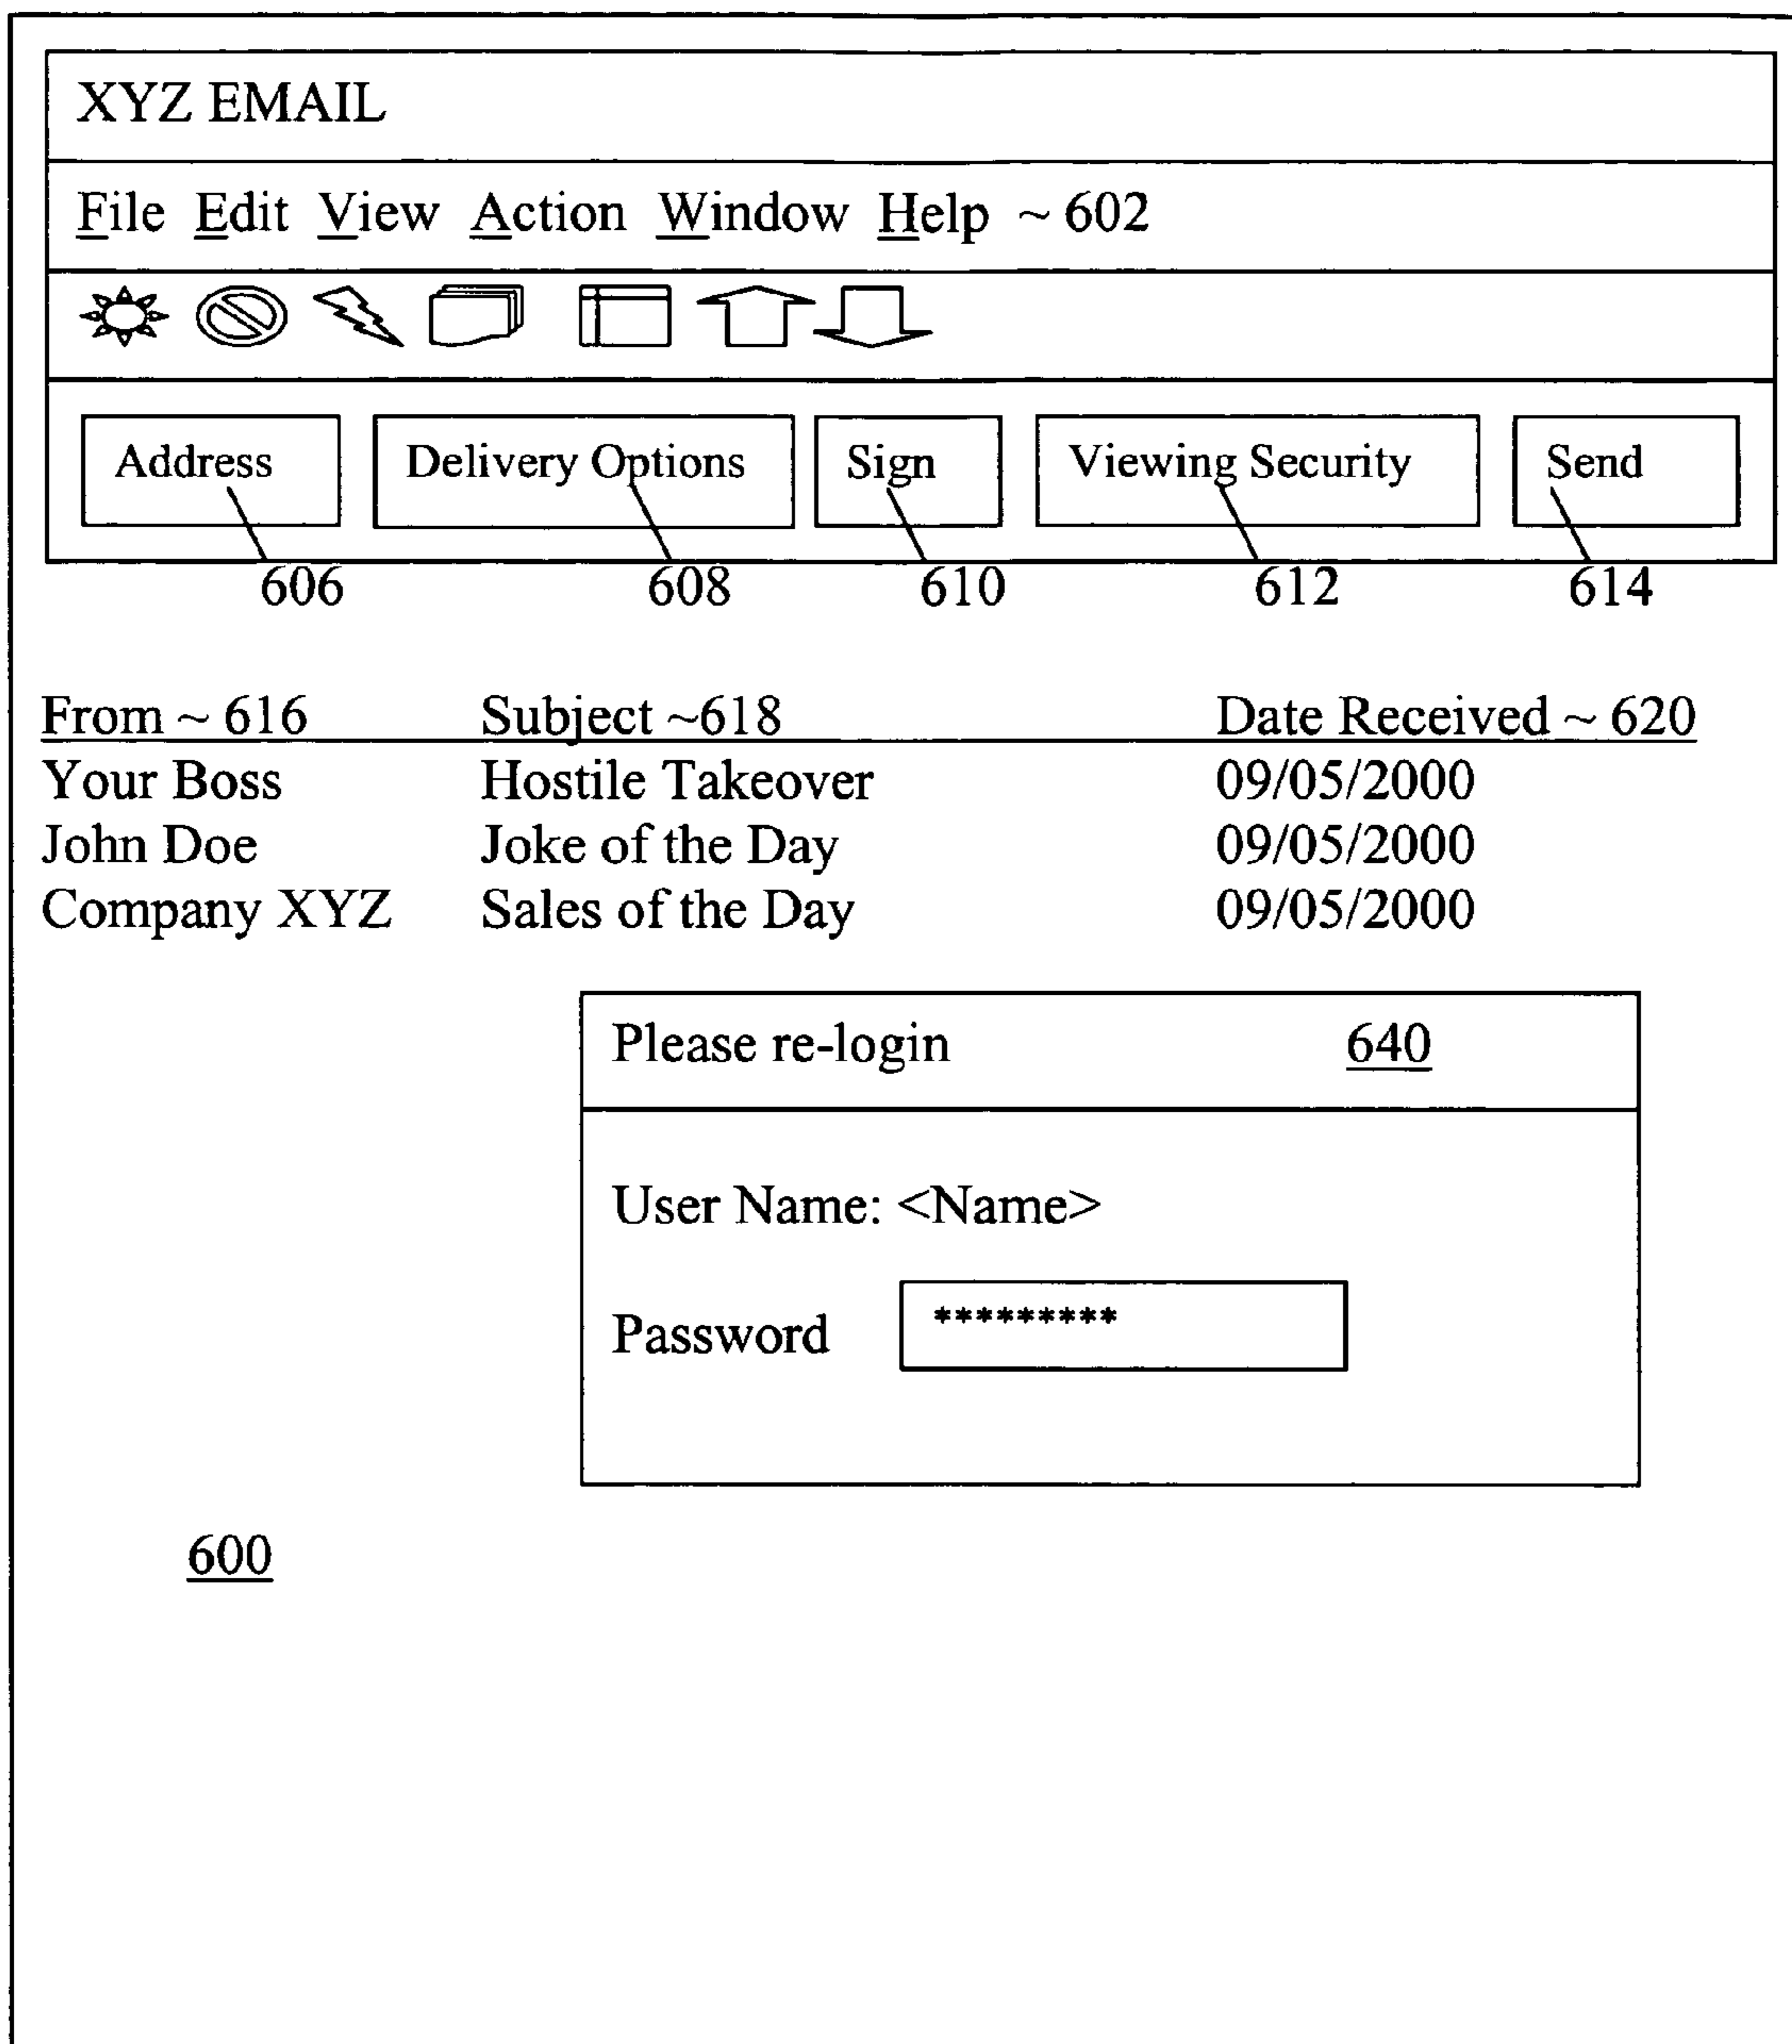 XYZ EMAIL
File Edit View Action Window Help ~ 602
Address Delivery Options Sign Viewing Security Send
606 608 610 612 614
From ~ 616 Subject ~618 Date Received ~ 620
Your Boss Hostile Takeover 09/05/2000
John Doe Joke of the Day 09/05/2000
Company XYZ Sales of the Day 09/05/2000
Please re-login 640
User Name: <Name>
Password *********
600